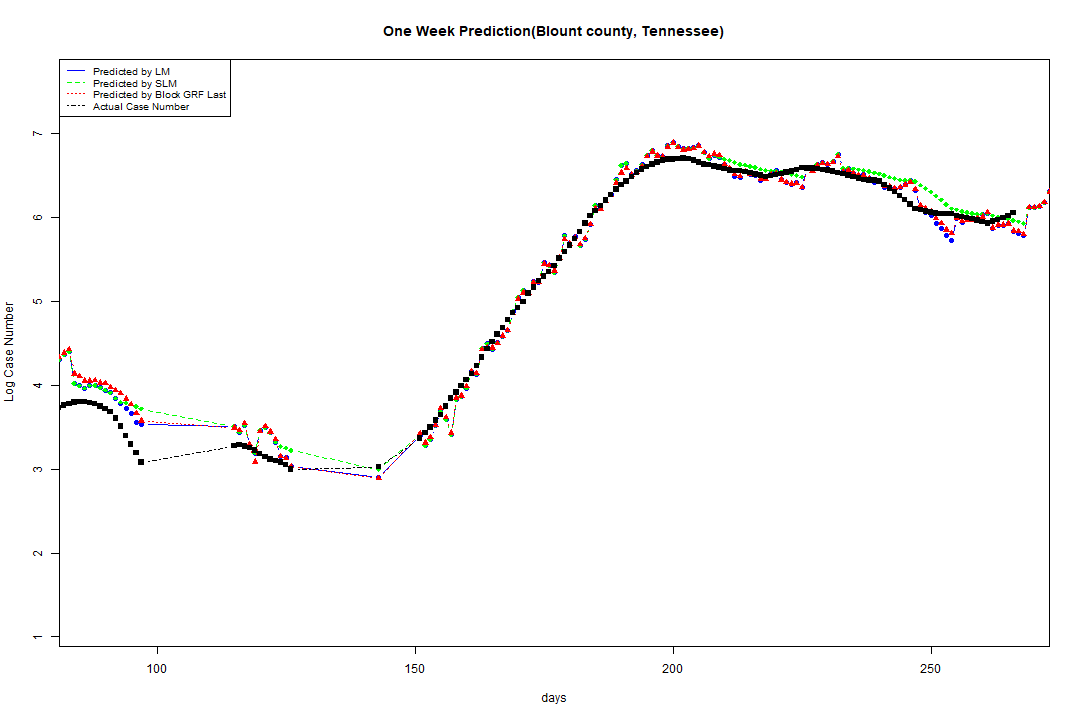 One Week Prediction(Blount county, Tennessee)
Predicted by LM
Predicted by SLM
Predicted by Block GRF Last
Actual Case Number
7
6
5
4
3
2
1
Log Case Number
100 150 200 250
days